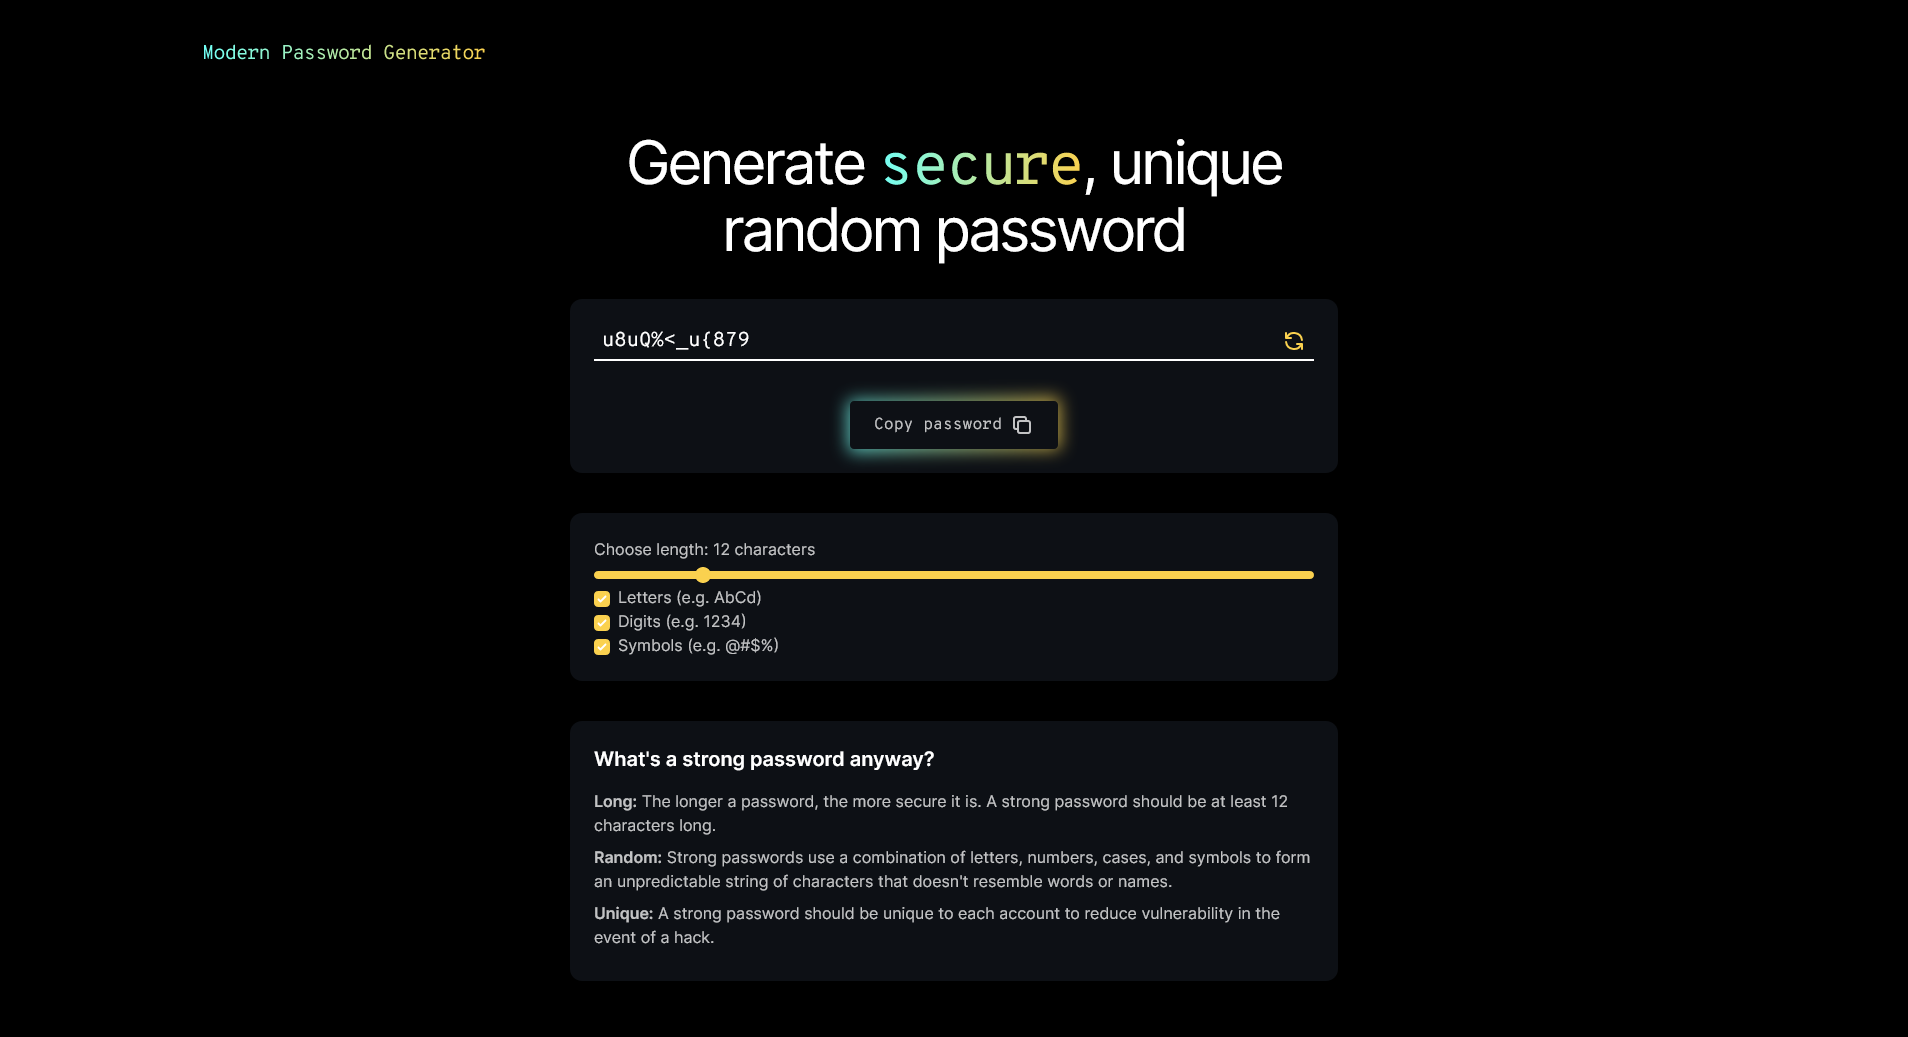 Modern Password Generator
Generate secure, unique
random password
u8uQ%<_u{879
Copy password
Choose length: 12 characters
Letters (e.g. AbCd)
Digits (e.g. 1234)
Symbols (e.g. @#$%)
What's a strong password anyway?
Long: The longer a password, the more secure it is. A strong password should be at least 12
characters long.
Random: Strong passwords use a combination of letters, numbers, cases, and symbols to form
an unpredictable string of characters that doesn't resemble words or names.
Unique: A strong password should be unique to each account to reduce vulnerability in the
event of a hack.